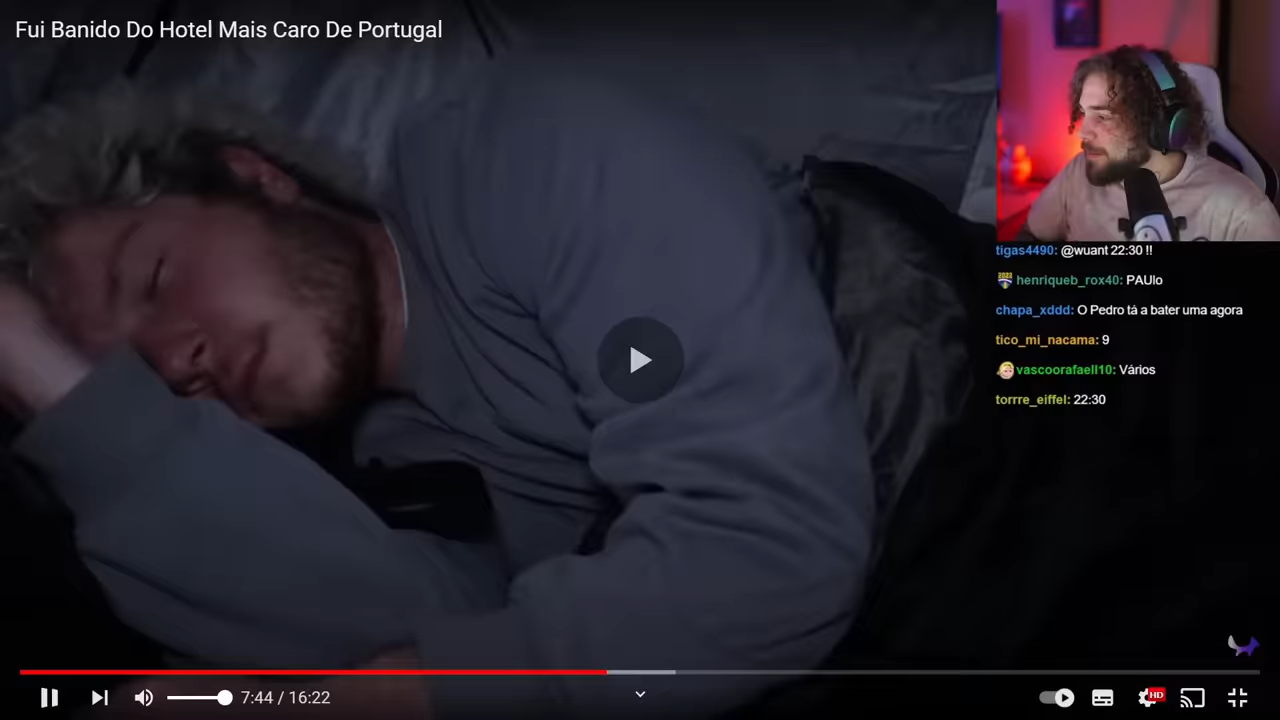 Fui Banido Do Hotel Mais Caro De Portugal
tigas4490: @wuant 22:30 !!
henriqueb_rox40: PAUlo
chapa_xddd: O Pedro tá a bater uma agora
tico_mi_nacama: 9
vascoorafaell10: Vários
torrre_eiffel: 22:30
7:44 / 16:22
HD